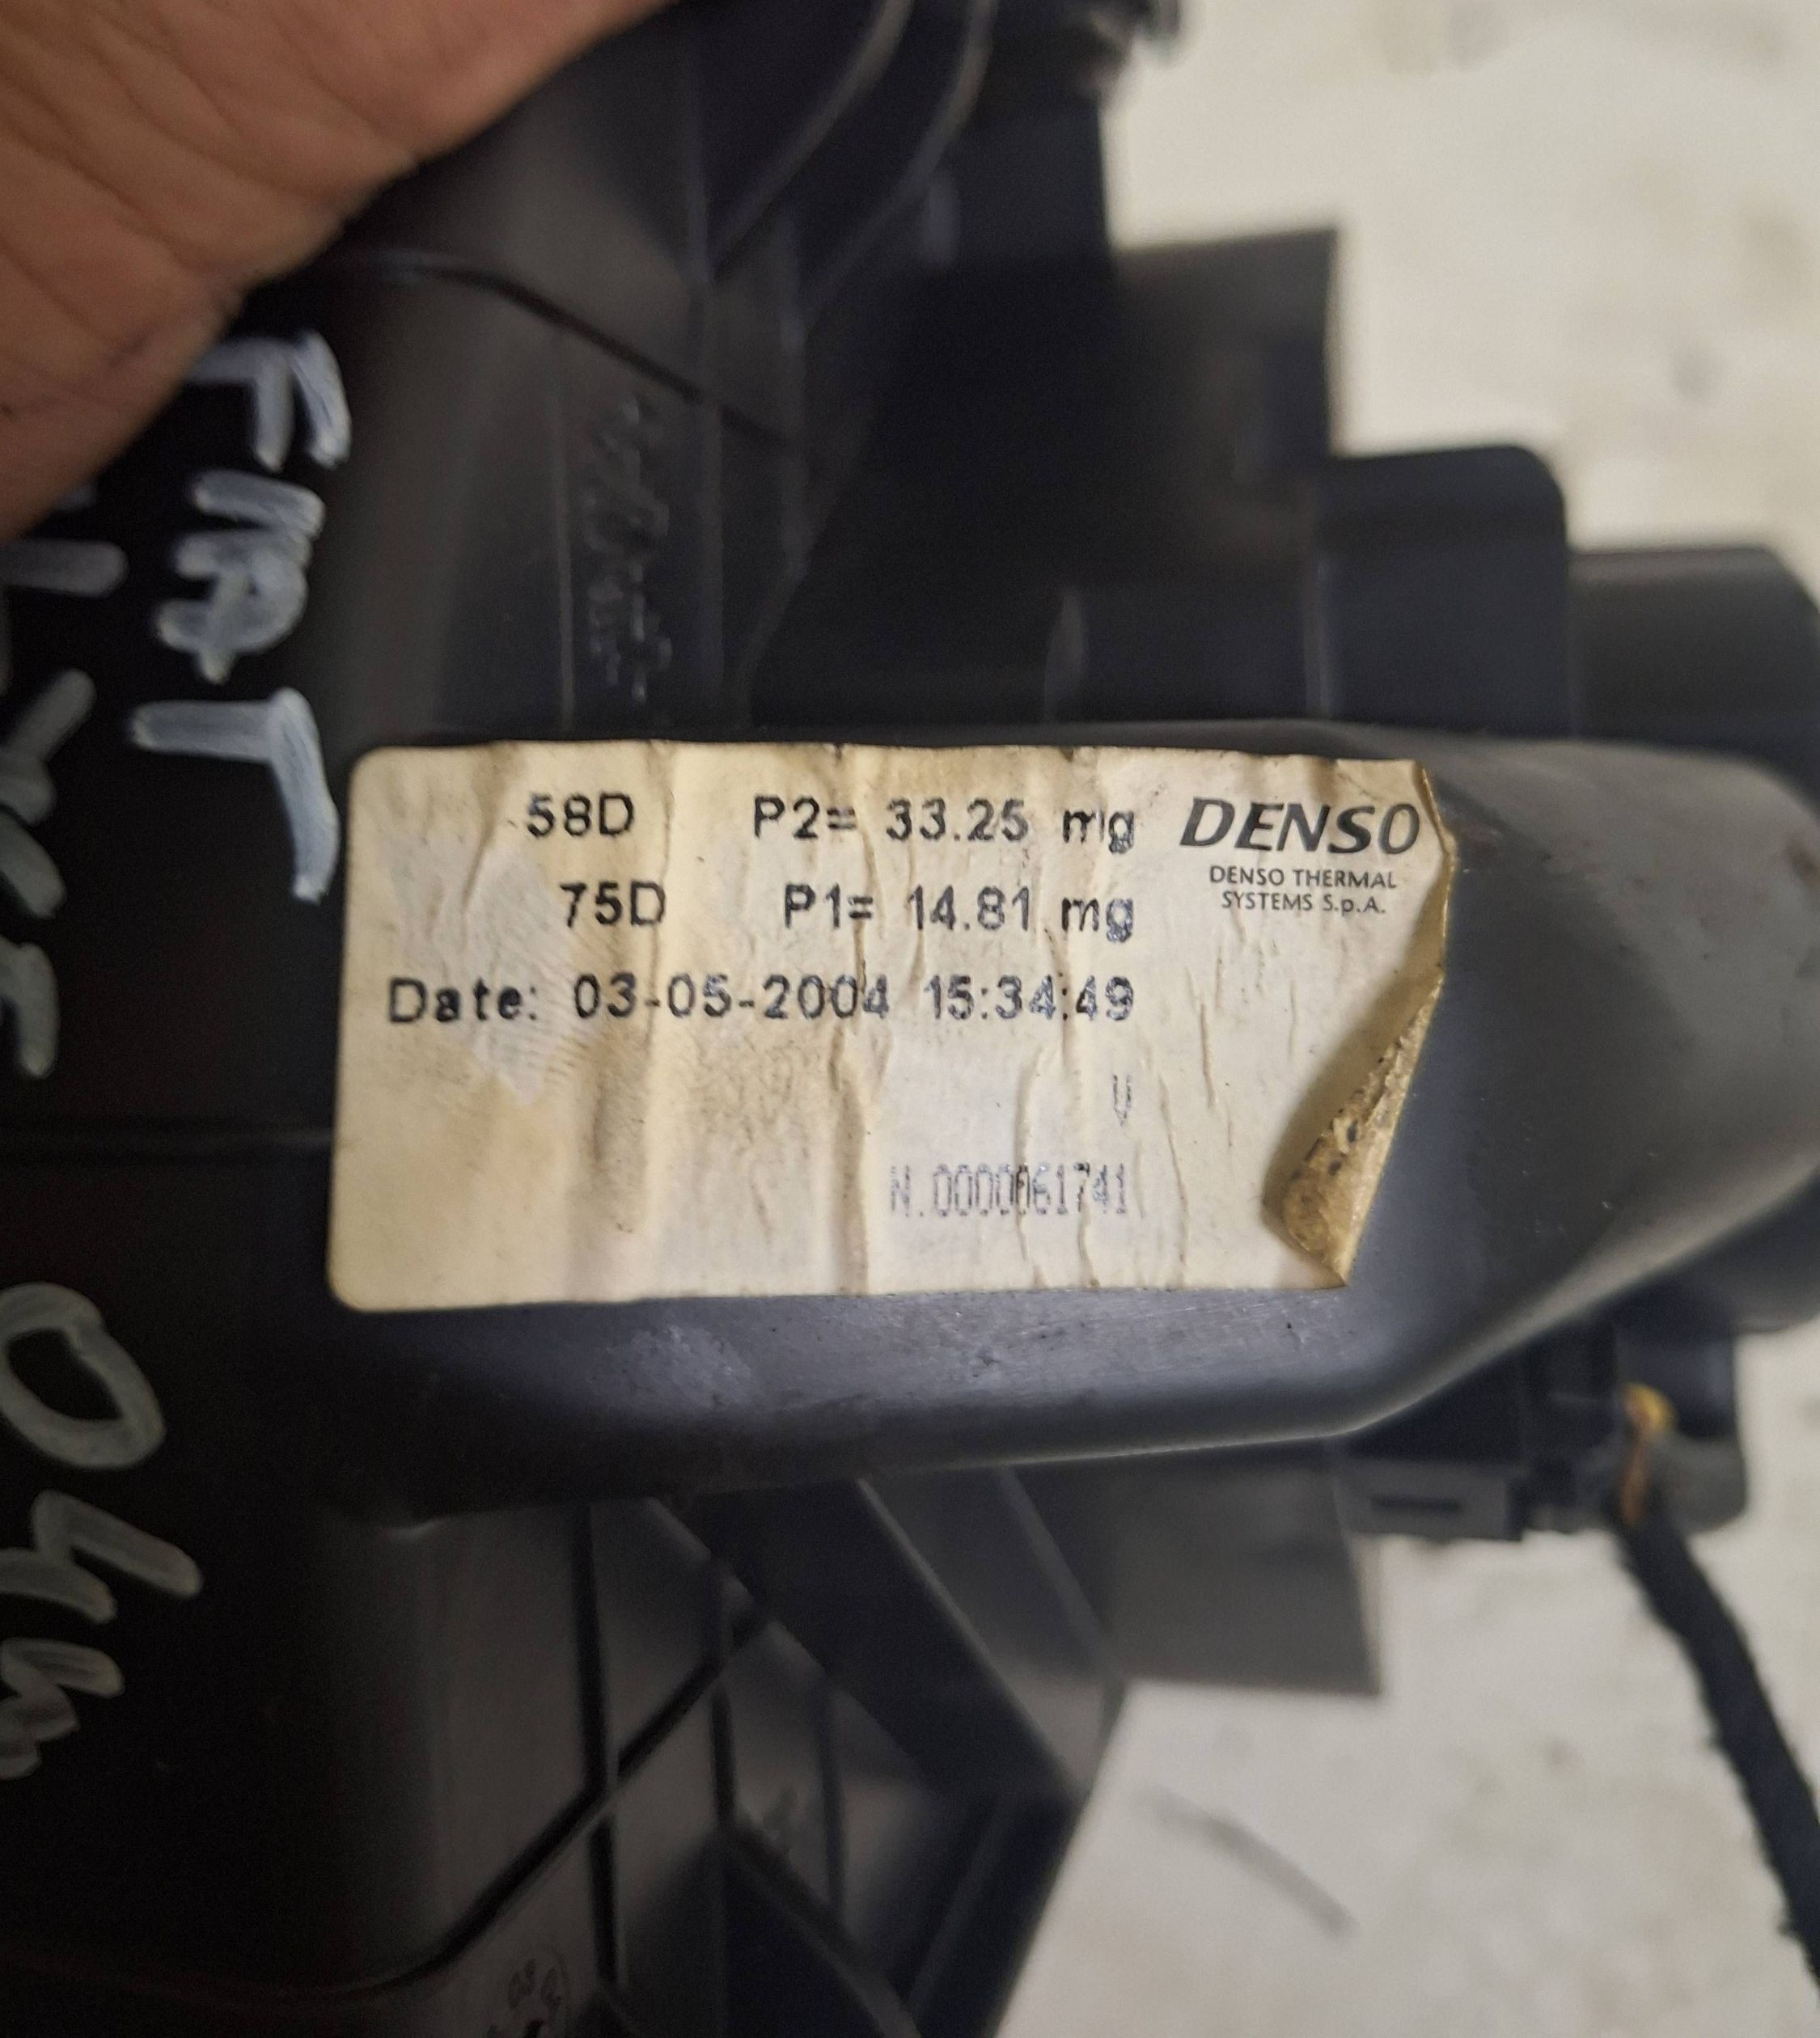 58D P2= 33.25 mg
75D P1= 14.81 mg
Date: 03-05-2004 15:34:49
U
N.0000061741
DENSO
DENSO THERMAL
SYSTEMS S.p.A.
FIAT